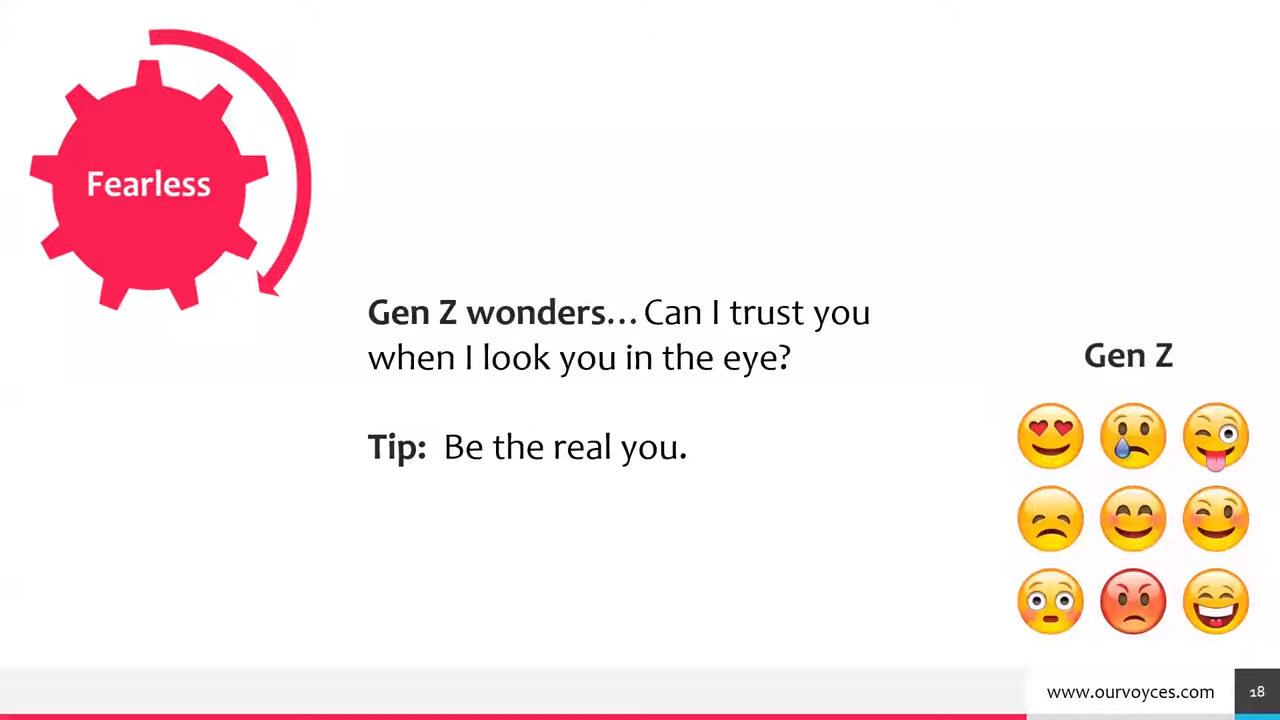 Fearless
Gen Z wonders... Can I trust you
when I look you in the eye?
Tip: Be the real you.
Gen Z
www.ourvoyces.com
18